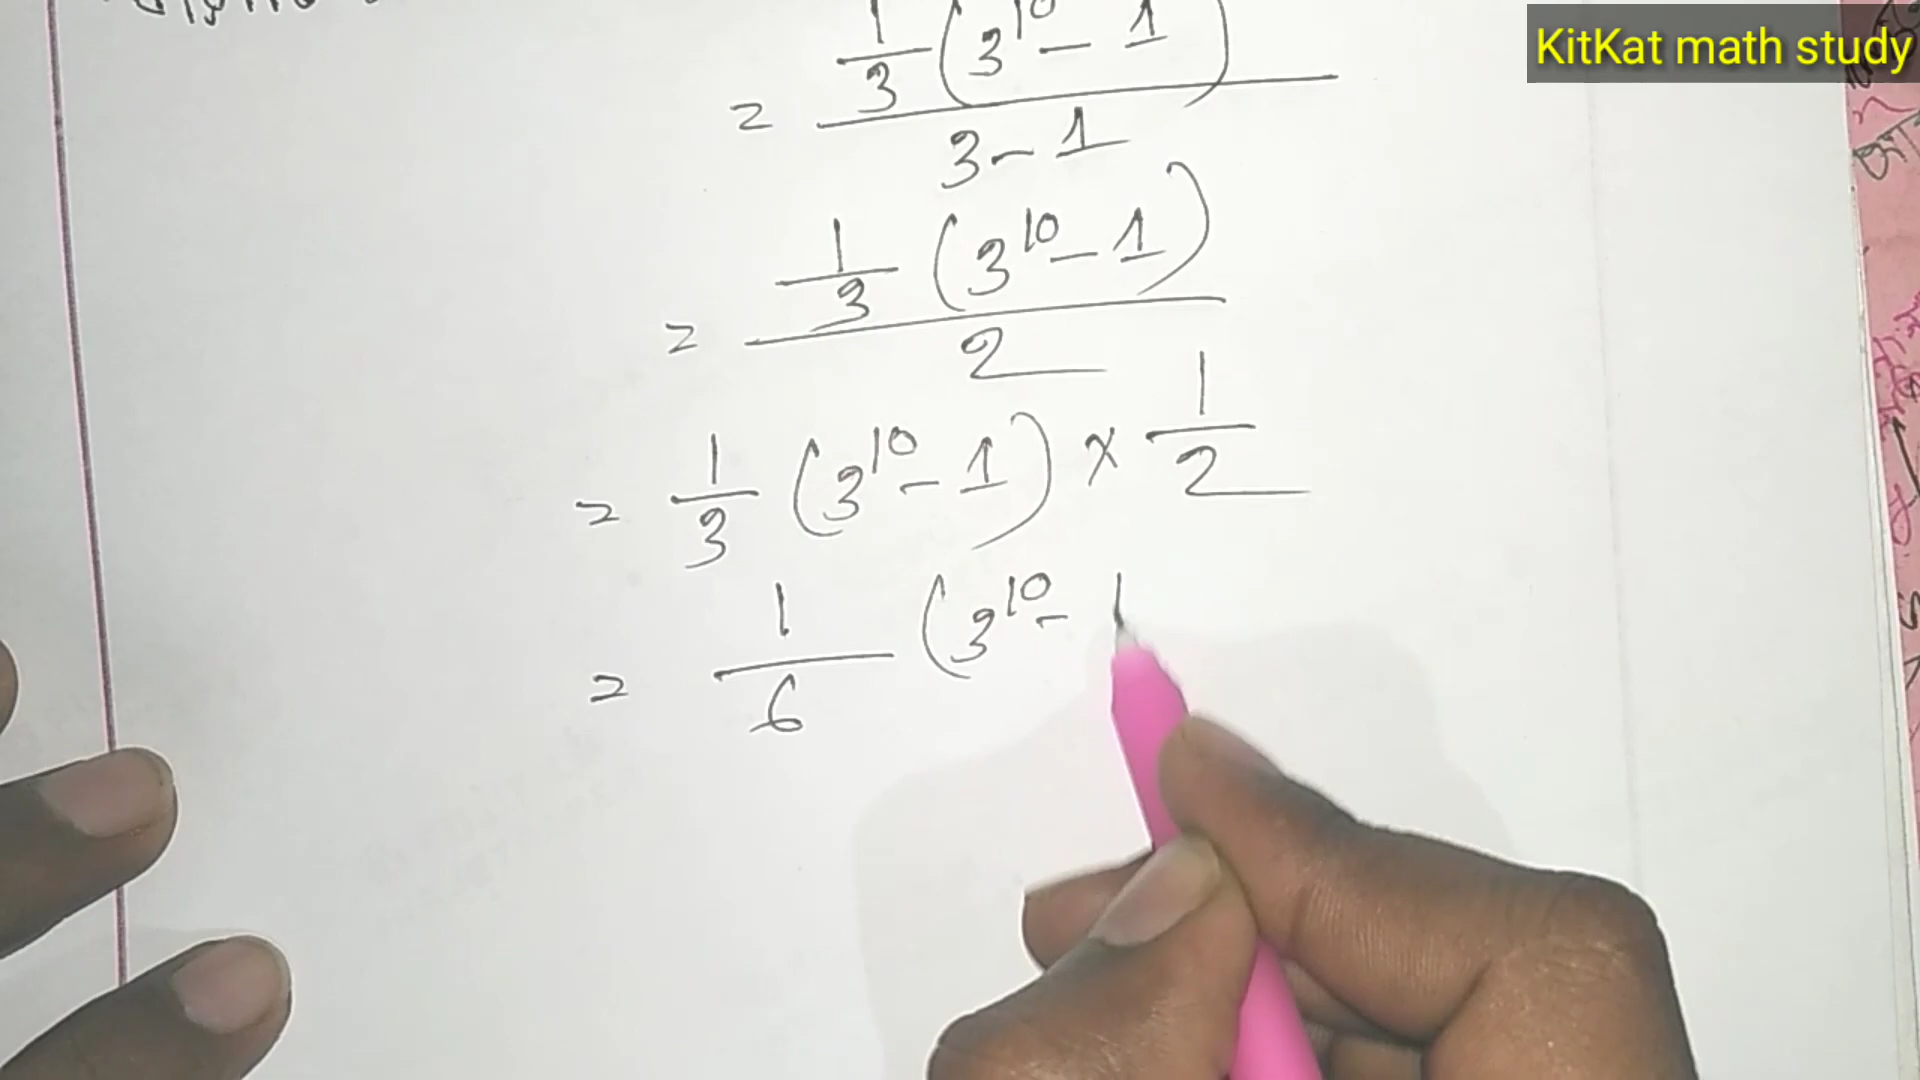 KitKat math study
= 1/3 (3^10 - 1) / 3 - 1
= 1/3 (3^10 - 1) / 2
= 1/3 (3^10 - 1) × 1/2
= 1/6 (3^10 - 1